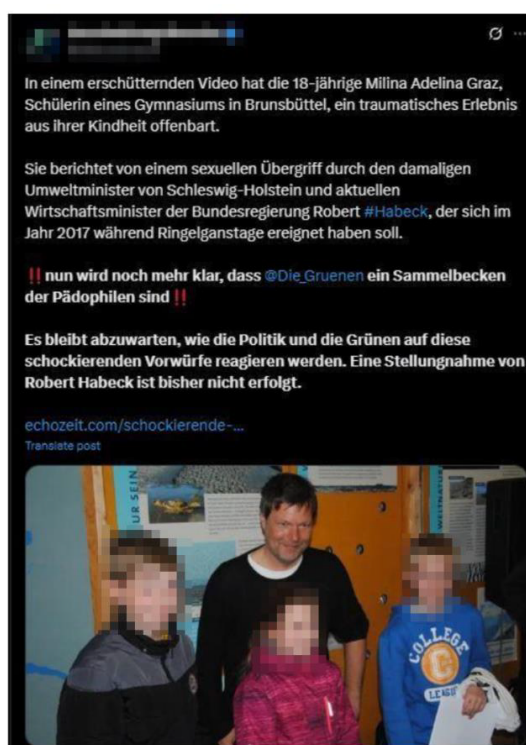 In einem erschütternden Video hat die 18-jährige Milina Adelina Graz,
Schülerin eines Gymnasiums in Brunsbüttel, ein traumatisches Erlebnis
aus ihrer Kindheit offenbart.
Sie berichtet von einem sexuellen Übergriff durch den damaligen
Umweltminister von Schleswig-Holstein und aktuellen
Wirtschaftsminister der Bundesregierung Robert #Habeck, der sich im
Jahr 2017 während Ringelganstage ereignet haben soll.
‼️nun wird noch mehr klar, dass @Die_Gruenen ein Sammelbecken
der Pädophilen sind‼️
Es bleibt abzuwarten, wie die Politik und die Grünen auf diese
schockierenden Vorwürfe reagieren werden. Eine Stellungnahme von
Robert Habeck ist bisher nicht erfolgt.
echozeit.com/schockierende-...
Translate post
UR SEIN
WELTNATUR
COLLEGE
LEAGUE